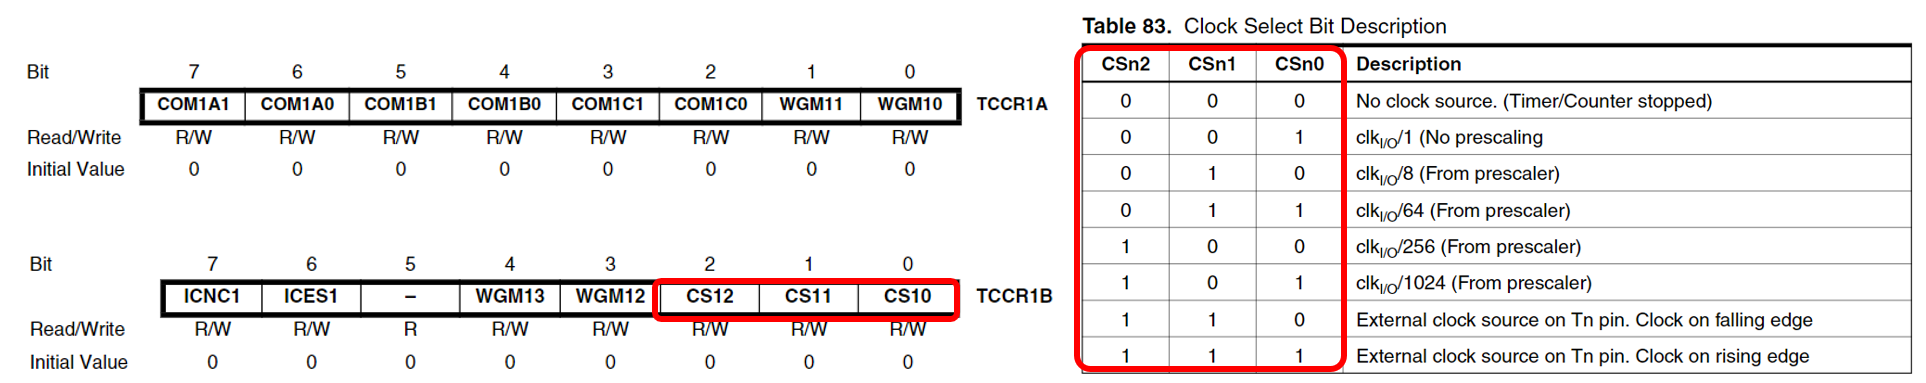 Bit 7 6 5 4 3 2 1 0
COM1A1 COM1A0 COM1B1 COM1B0 COM1C1 COM1C0 WGM11 WGM10 TCCR1A
Read/Write R/W R/W R/W R/W R/W R/W R/W R/W
Initial Value 0 0 0 0 0 0 0 0
Bit 7 6 5 4 3 2 1 0
ICNC1 ICES1 – WGM13 WGM12 CS12 CS11 CS10 TCCR1B
Read/Write R/W R/W R R/W R/W R/W R/W R/W
Initial Value 0 0 0 0 0 0 0 0
Table 83. Clock Select Bit Description
CSn2 CSn1 CSn0 Description
0 0 0 No clock source. (Timer/Counter stopped)
0 0 1 clkI/O/1 (No prescaling
0 1 0 clkI/O/8 (From prescaler)
0 1 1 clkI/O/64 (From prescaler)
1 0 0 clkI/O/256 (From prescaler)
1 0 1 clkI/O/1024 (From prescaler)
1 1 0 External clock source on Tn pin. Clock on falling edge
1 1 1 External clock source on Tn pin. Clock on rising edge